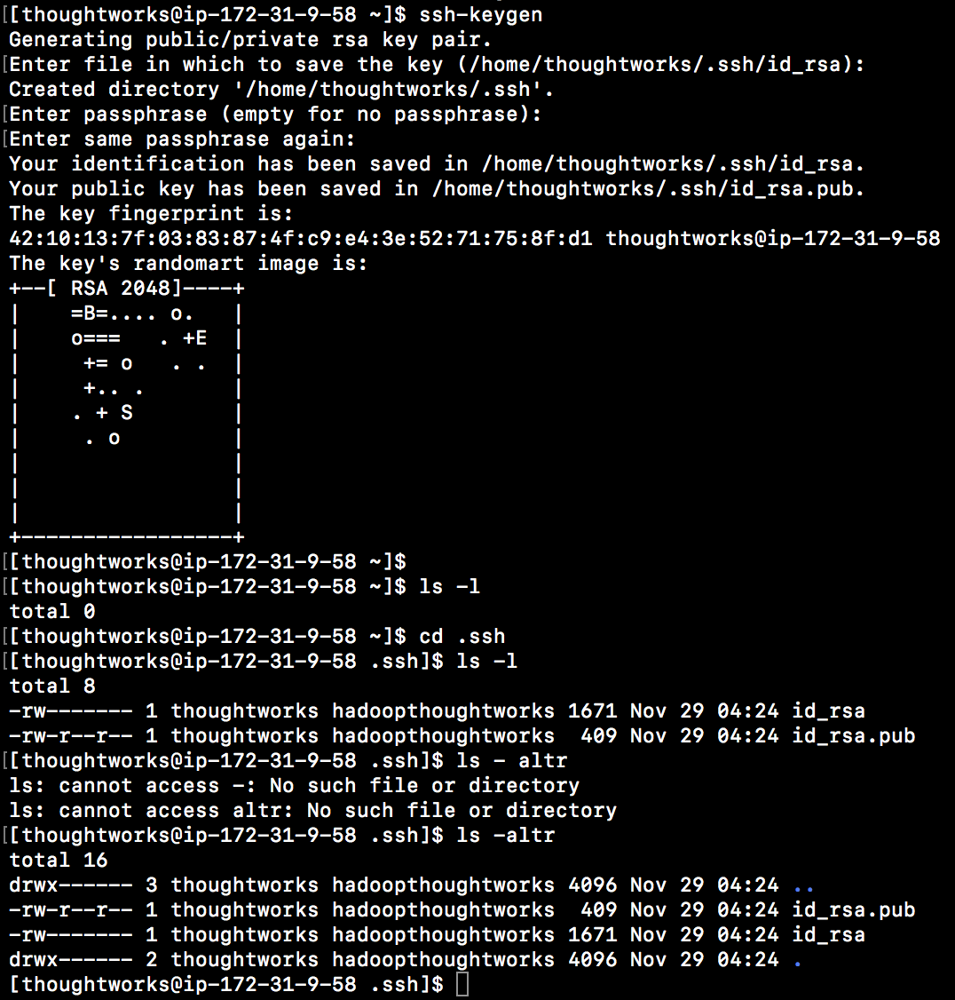 [[thoughtworks@ip-172-31-9-58 ~]$ ssh-keygen
Generating public/private rsa key pair.
[Enter file in which to save the key (/home/thoughtworks/.ssh/id_rsa):
Created directory '/home/thoughtworks/.ssh'.
[Enter passphrase (empty for no passphrase):
[Enter same passphrase again:
Your identification has been saved in /home/thoughtworks/.ssh/id_rsa.
Your public key has been saved in /home/thoughtworks/.ssh/id_rsa.pub.
The key fingerprint is:
42:10:13:7f:03:83:87:4f:c9:e4:3e:52:71:75:8f:d1 thoughtworks@ip-172-31-9-58
The key's randomart image is:
+--[ RSA 2048]----+
|    =B=.... o.   |
|    o===   . +E  |
|     += o   . .  |
|     +.. .       |
|    . + S        |
|     . o         |
|                 |
|                 |
|                 |
+-----------------+
[[thoughtworks@ip-172-31-9-58 ~]$
[[thoughtworks@ip-172-31-9-58 ~]$ ls -l
total 0
[[thoughtworks@ip-172-31-9-58 ~]$ cd .ssh
[[thoughtworks@ip-172-31-9-58 .ssh]$ ls -l
total 8
-rw------- 1 thoughtworks hadoopthoughtworks 1671 Nov 29 04:24 id_rsa
-rw-r--r-- 1 thoughtworks hadoopthoughtworks  409 Nov 29 04:24 id_rsa.pub
[[thoughtworks@ip-172-31-9-58 .ssh]$ ls - altr
ls: cannot access -: No such file or directory
ls: cannot access altr: No such file or directory
[[thoughtworks@ip-172-31-9-58 .ssh]$ ls -altr
total 16
drwx------ 3 thoughtworks hadoopthoughtworks 4096 Nov 29 04:24 ..
-rw-r--r-- 1 thoughtworks hadoopthoughtworks  409 Nov 29 04:24 id_rsa.pub
-rw------- 1 thoughtworks hadoopthoughtworks 1671 Nov 29 04:24 id_rsa
drwx------ 2 thoughtworks hadoopthoughtworks 4096 Nov 29 04:24 .
[thoughtworks@ip-172-31-9-58 .ssh]$